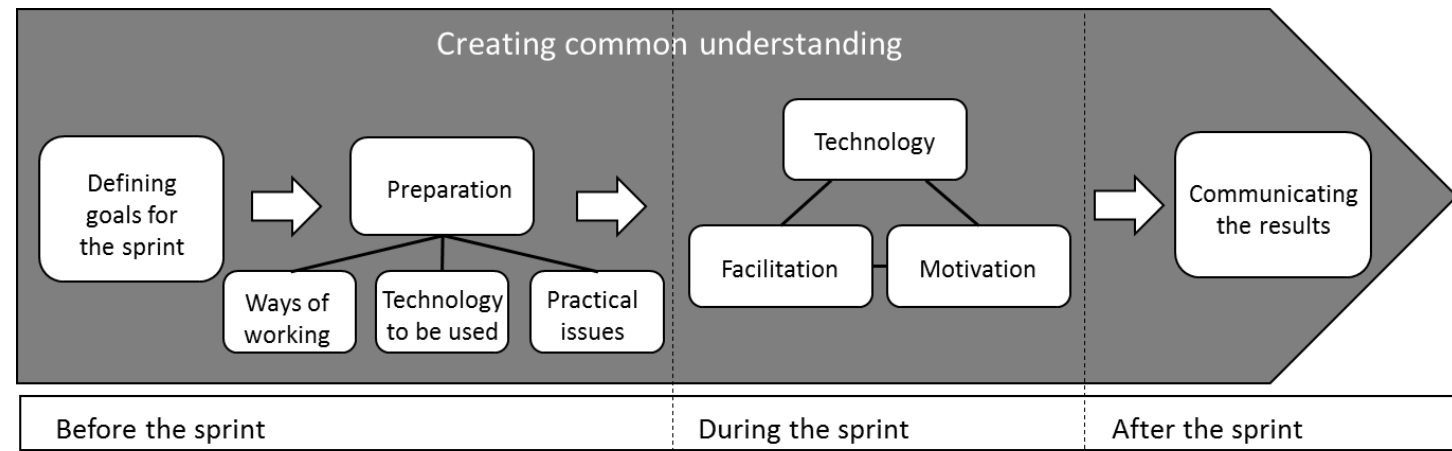 Creating common understanding
Defining
goals for
the sprint
Preparation
Ways of
working
Technology
to be used
Practical
issues
Technology
Facilitation
Motivation
Communicating
the results
Before the sprint
During the sprint
After the sprint